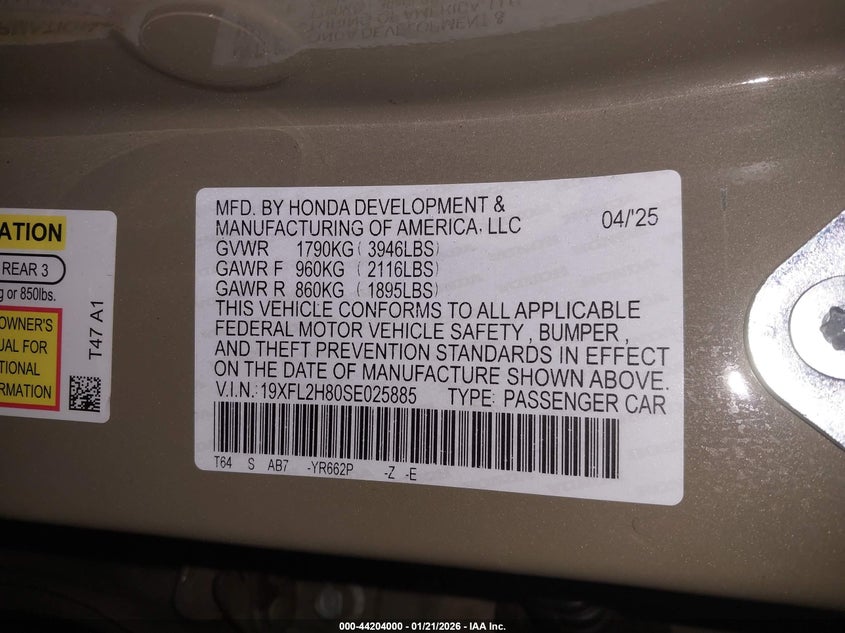 MFD. BY HONDA DEVELOPMENT &
MANUFACTURING OF AMERICA, LLC 04/'25
GVWR 1790KG (3946LBS)
GAWR F 960KG (2116LBS)
GAWR R 860KG (1895LBS)
THIS VEHICLE CONFORMS TO ALL APPLICABLE
FEDERAL MOTOR VEHICLE SAFETY, BUMPER,
AND THEFT PREVENTION STANDARDS IN EFFECT
ON THE DATE OF MANUFACTURE SHOWN ABOVE.
V.I.N.: 19XFL2H80SE025885 TYPE: PASSENGER CAR
T64 S AB7 -YR662P -Z -E
ATION
REAR 3
g or 850lbs.
OWNER'S
UAL FOR
TIONAL
RMATION
T47 A1
000-44204000 - 01/21/2026 - IAA Inc.